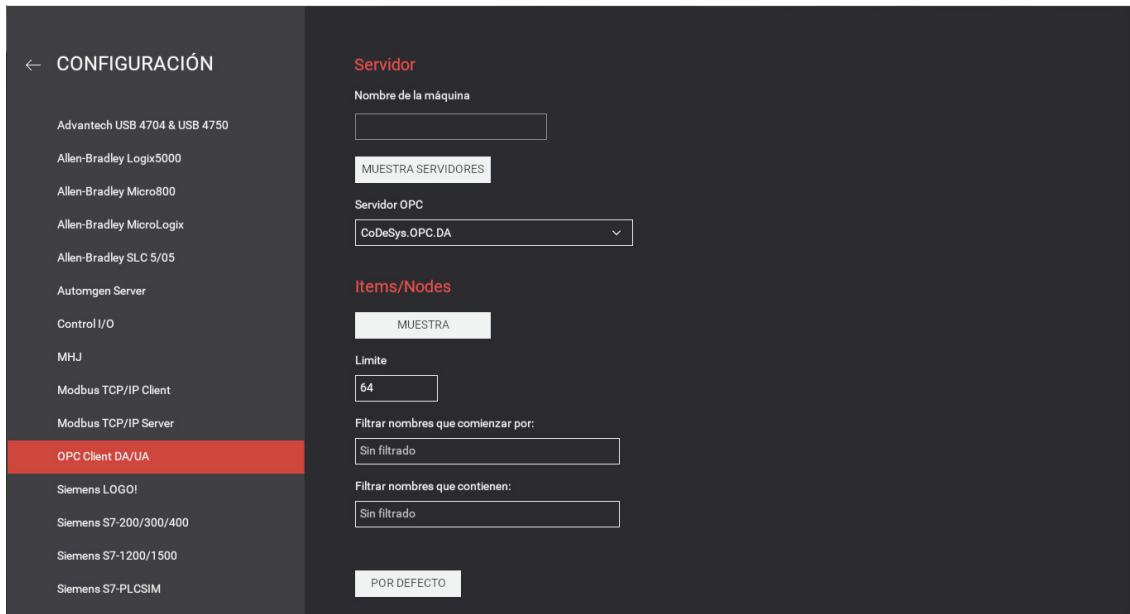 CONFIGURACIÓN
Advantech USB 4704 & USB 4750
Allen-Bradley Logix5000
Allen-Bradley Micro800
Allen-Bradley MicroLogix
Allen-Bradley SLC 5/05
Automgen Server
Control I/O
MHJ
Modbus TCP/IP Client
Modbus TCP/IP Server
OPC Client DA/UA
Siemens LOGO!
Siemens S7-200/300/400
Siemens S7-1200/1500
Siemens S7-PLCSIM
Servidor
Nombre de la máquina
MUESTRA SERVIDORES
Servidor OPC
CoDeSys.OPC.DA
Items/Nodes
MUESTRA
Limite
64
Filtrar nombres que comienzar por:
Sin filtrado
Filtrar nombres que contienen:
Sin filtrado
POR DEFECTO